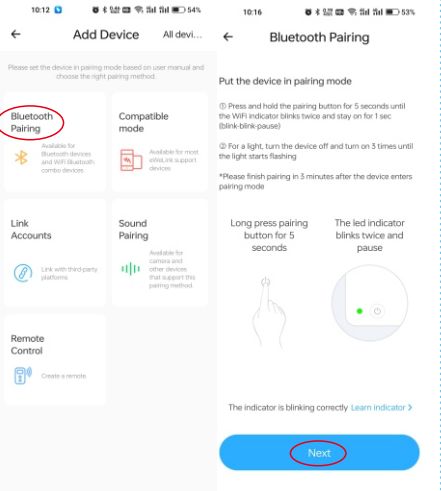 10:12
54%
Add Device
All devi...
Please set the device in pairing mode based on user manual and
choose the right pairing method.
Bluetooth
Pairing
Available for
Bluetooth devices
and WiFi Bluetooth
combo devices
Compatible
mode
Available for most
eWeLink support
devices
Link
Accounts
Link with third-party
platforms
Sound
Pairing
Available for
camera and
other devices
that support this
pairing method.
Remote
Control
Create a remote
10:16
53%
Bluetooth Pairing
Put the device in pairing mode
① Press and hold the pairing button for 5 seconds until
the WiFi indicator blinks twice and stay on for 1 sec
(blink-blink-pause)
② For a light, turn the device off and turn on 3 times until
the light starts flashing
*Please finish pairing in 3 minutes after the device enters
pairing mode
Long press pairing
button for 5
seconds
The led indicator
blinks twice and
pause
The indicator is blinking correctly Learn indicator >
Next